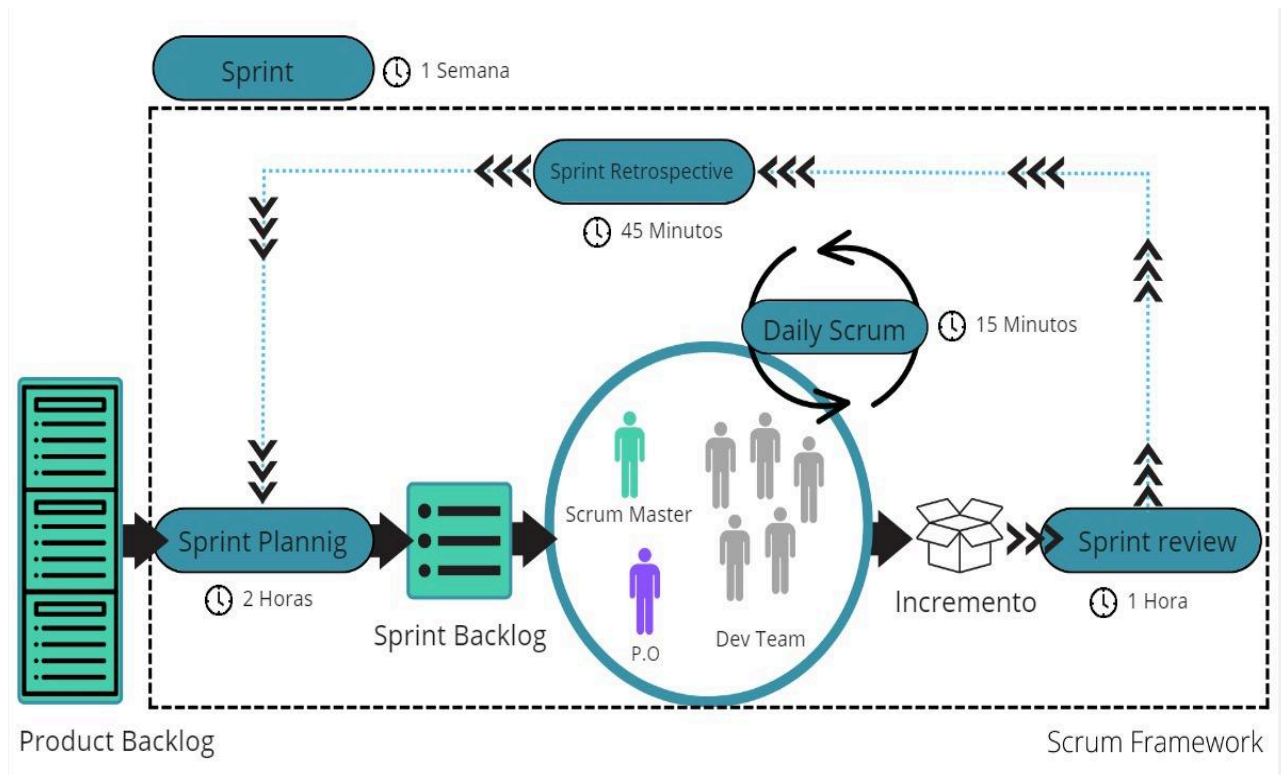 Sprint
1 Semana
Sprint Retrospective
45 Minutos
Daily Scrum
15 Minutos
Scrum Master
P.O
Dev Team
Sprint Plannig
2 Horas
Sprint Backlog
Incremento
Sprint review
1 Hora
Product Backlog
Scrum Framework